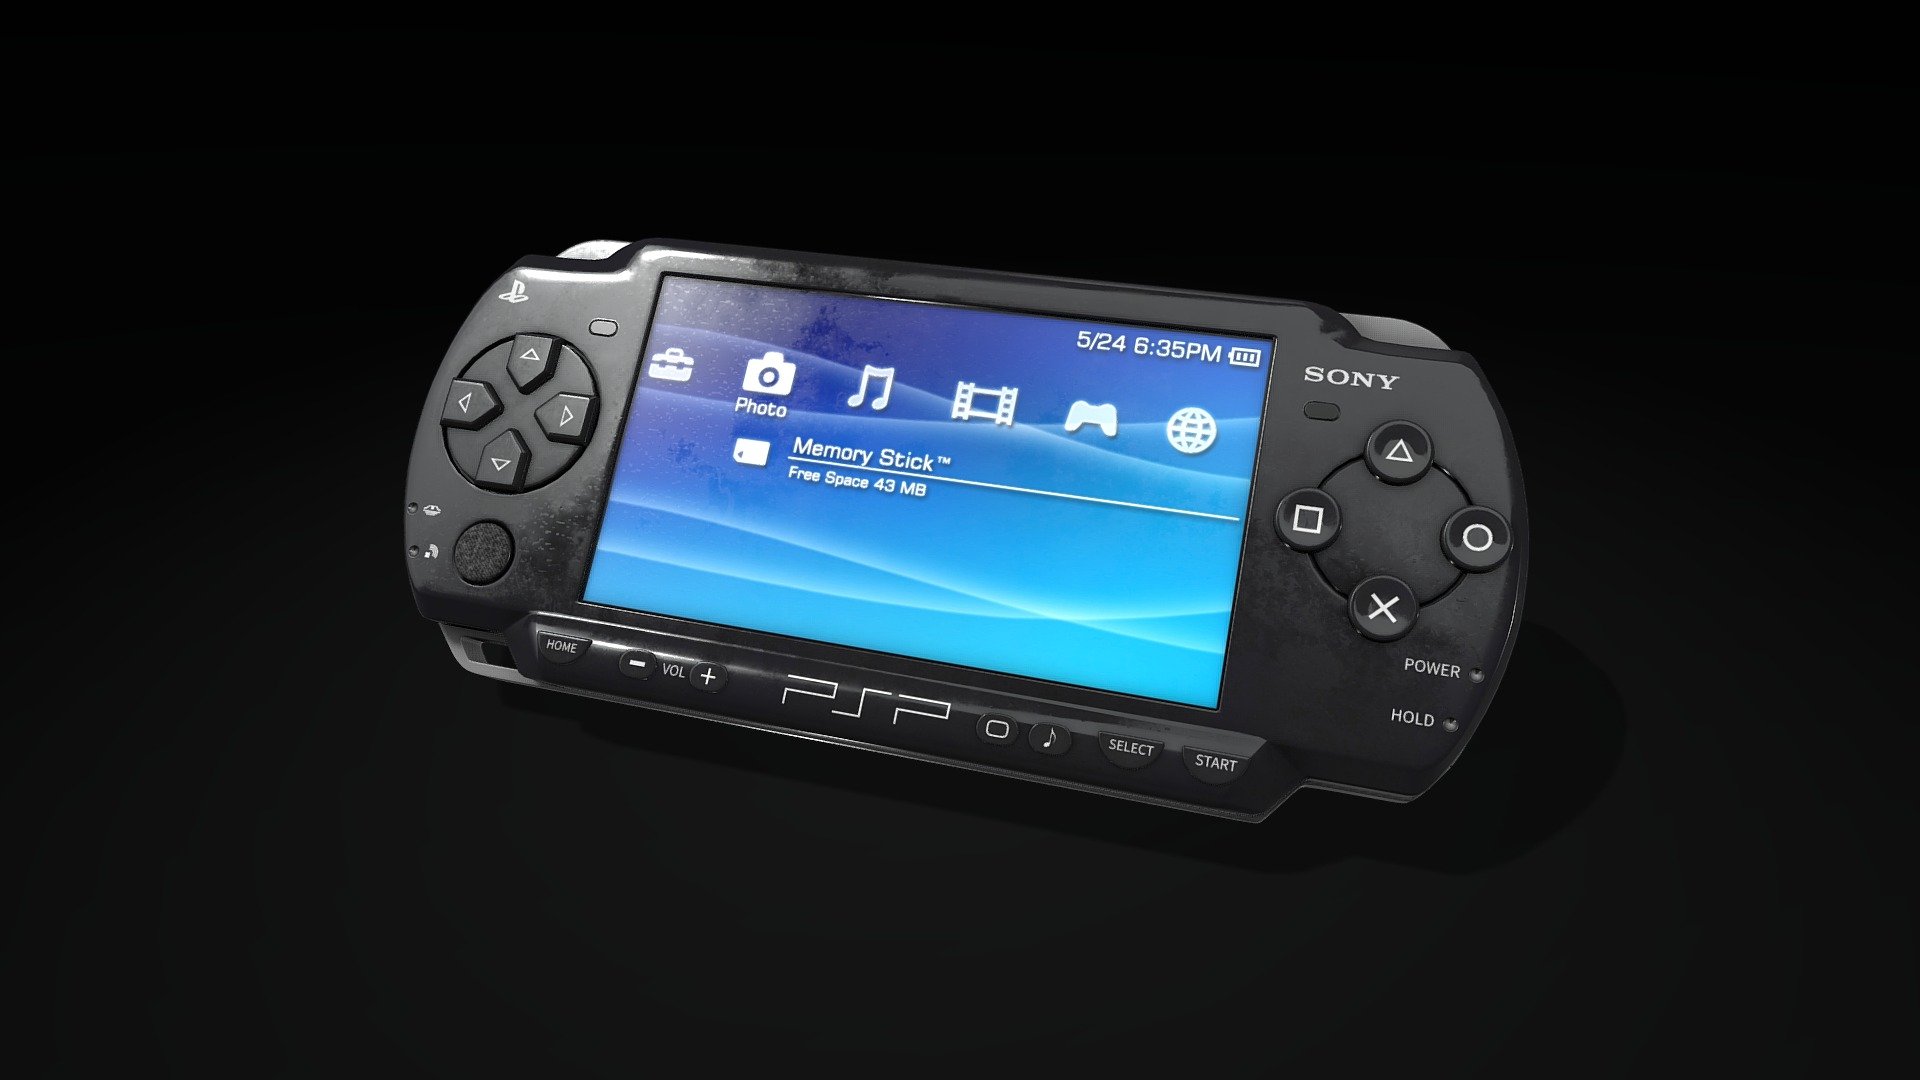 5/24 6:35PM
SONY
Photo
Memory Stick™
Free Space 43 MB
HOME
VOL
PSP
SELECT
START
POWER
HOLD